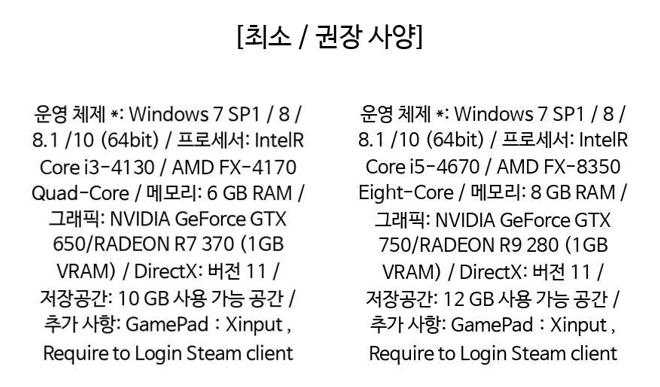 [최소 / 권장 사양]
운영 체제 *: Windows 7 SP1 / 8 /
8.1 /10 (64bit) / 프로세서: IntelR
Core i3-4130 / AMD FX-4170
Quad-Core / 메모리: 6 GB RAM /
그래픽: NVIDIA GeForce GTX
650/RADEON R7 370 (1GB
VRAM) / DirectX: 버전 11 /
저장공간: 10 GB 사용 가능 공간 /
추가 사항: GamePad : Xinput ,
Require to Login Steam client
운영 체제 *: Windows 7 SP1 / 8 /
8.1 /10 (64bit) / 프로세서: IntelR
Core i5-4670 / AMD FX-8350
Eight-Core / 메모리: 8 GB RAM /
그래픽: NVIDIA GeForce GTX
750/RADEON R9 280 (1GB
VRAM) / DirectX: 버전 11 /
저장공간: 12 GB 사용 가능 공간 /
추가 사항: GamePad : Xinput ,
Require to Login Steam client